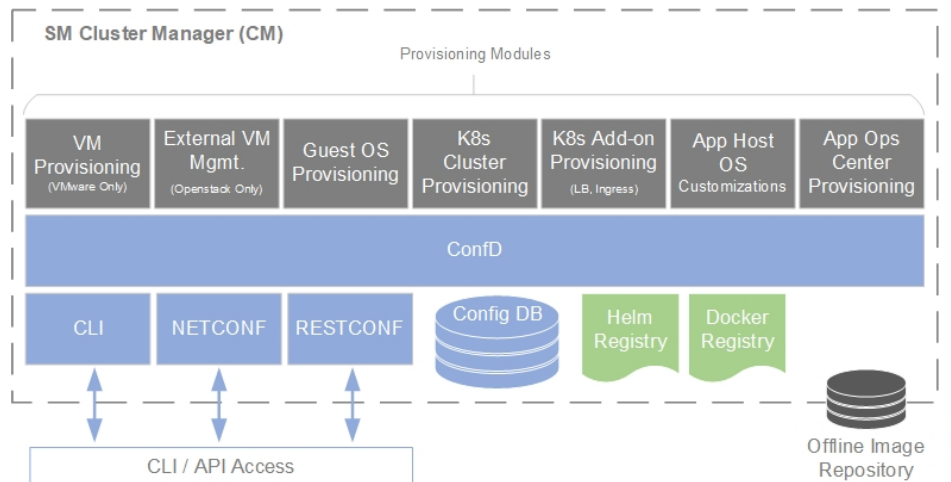 SM Cluster Manager (CM)
Provisioning Modules
VM
Provisioning
(VMware Only)
External VM
Mgmt.
(Openstack Only)
Guest OS
Provisioning
K8s
Cluster
Provisioning
K8s Add-on
Provisioning
(LB, Ingress)
App Host
OS
Customizations
App Ops
Center
Provisioning
ConfD
CLI
NETCONF
RESTCONF
Config DB
Helm
Registry
Docker
Registry
CLI / API Access
Offline Image
Repository